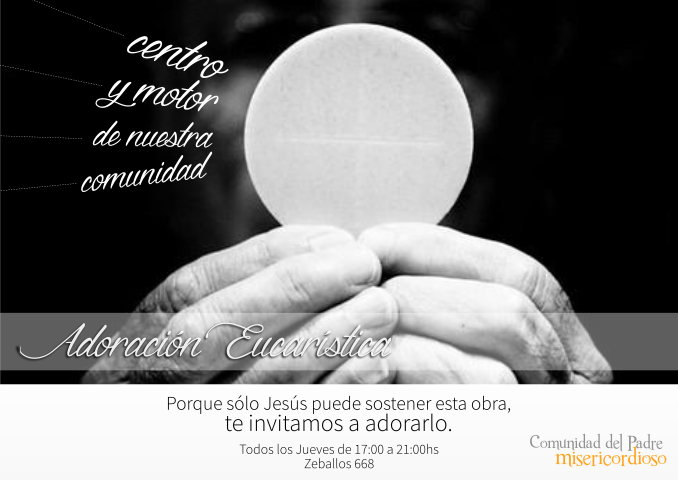 centro
y motor
de nuestra
comunidad
Adoración Eucarística
Porque sólo Jesús puede sostener esta obra,
te invitamos a adorarlo.
Todos los Jueves de 17:00 a 21:00hs
Zeballos 668
Comunidad del Padre
misericordioso